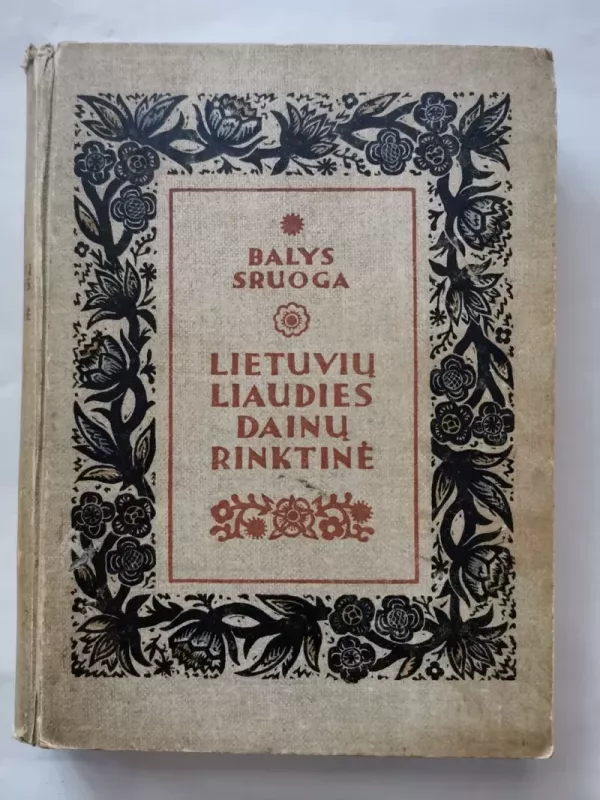 BALYS
SRUOGA
LIETUVIŲ
LIAUDIES
DAINŲ
RINKTINĖ